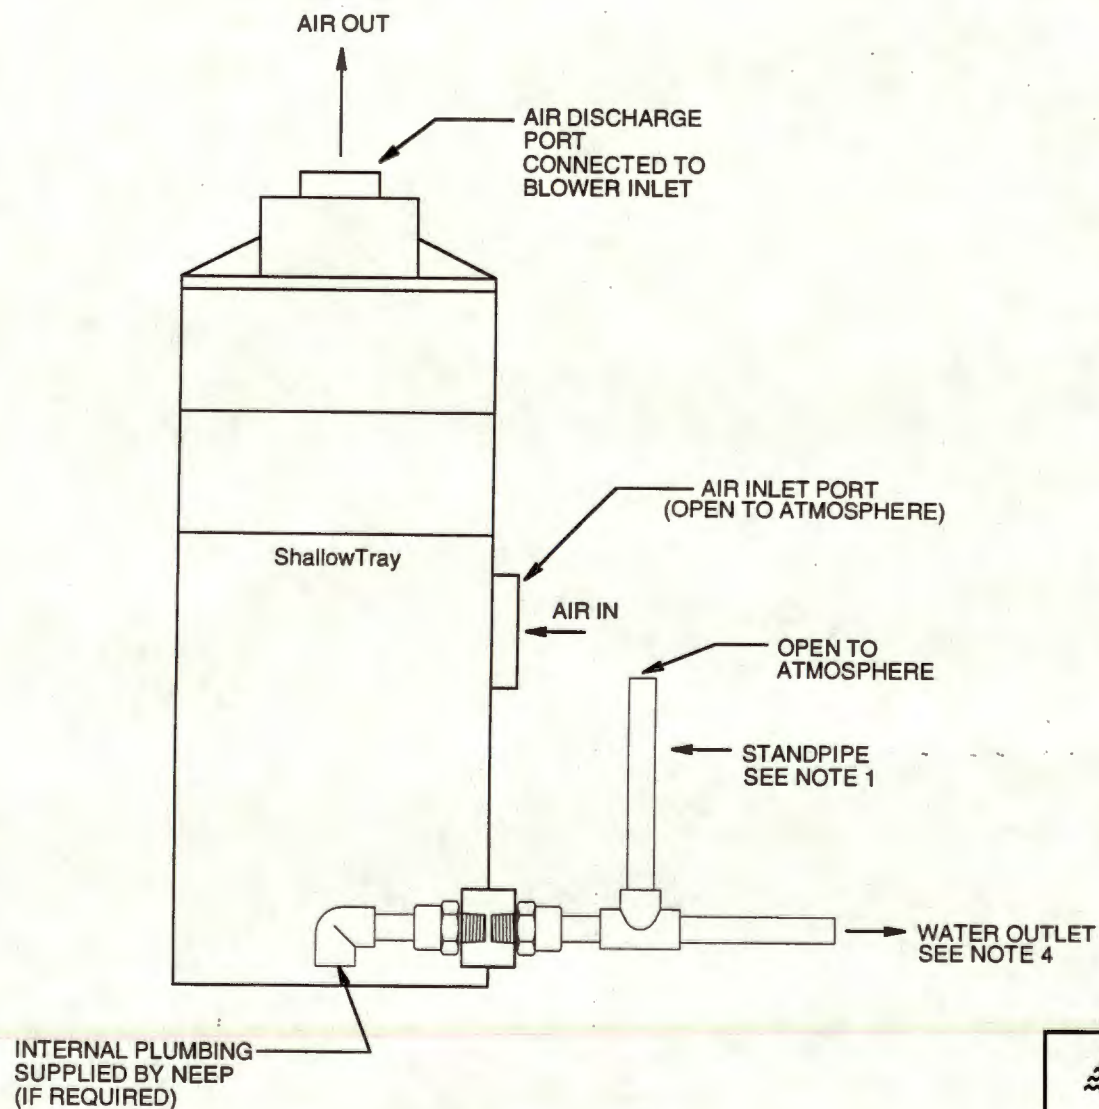 AIR OUT
AIR DISCHARGE
PORT
CONNECTED TO
BLOWER INLET
AIR INLET PORT
(OPEN TO ATMOSPHERE)
ShallowTray
AIR IN
OPEN TO
ATMOSPHERE
STANDPIPE
SEE NOTE 1
WATER OUTLET
SEE NOTE 4
INTERNAL PLUMBING
SUPPLIED BY NEEP
(IF REQUIRED)